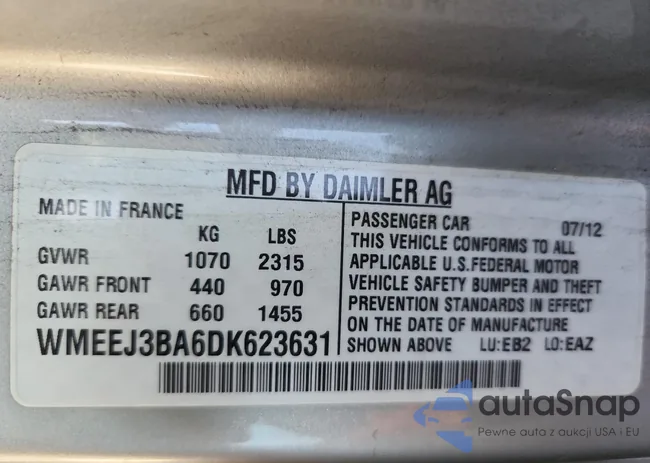 MFD BY DAIMLER AG
MADE IN FRANCE
KG LBS
GVWR 1070 2315
GAWR FRONT 440 970
GAWR REAR 660 1455
WMEEJ3BA6DK623631
PASSENGER CAR 07/12
THIS VEHICLE CONFORMS TO ALL
APPLICABLE U.S.FEDERAL MOTOR
VEHICLE SAFETY BUMPER AND THEFT
PREVENTION STANDARDS IN EFFECT
ON THE DATE OF MANUFACTURE
SHOWN ABOVE LU:EB2 LO:EAZ
autaSnap
Pewne auta z aukcji USA i EU